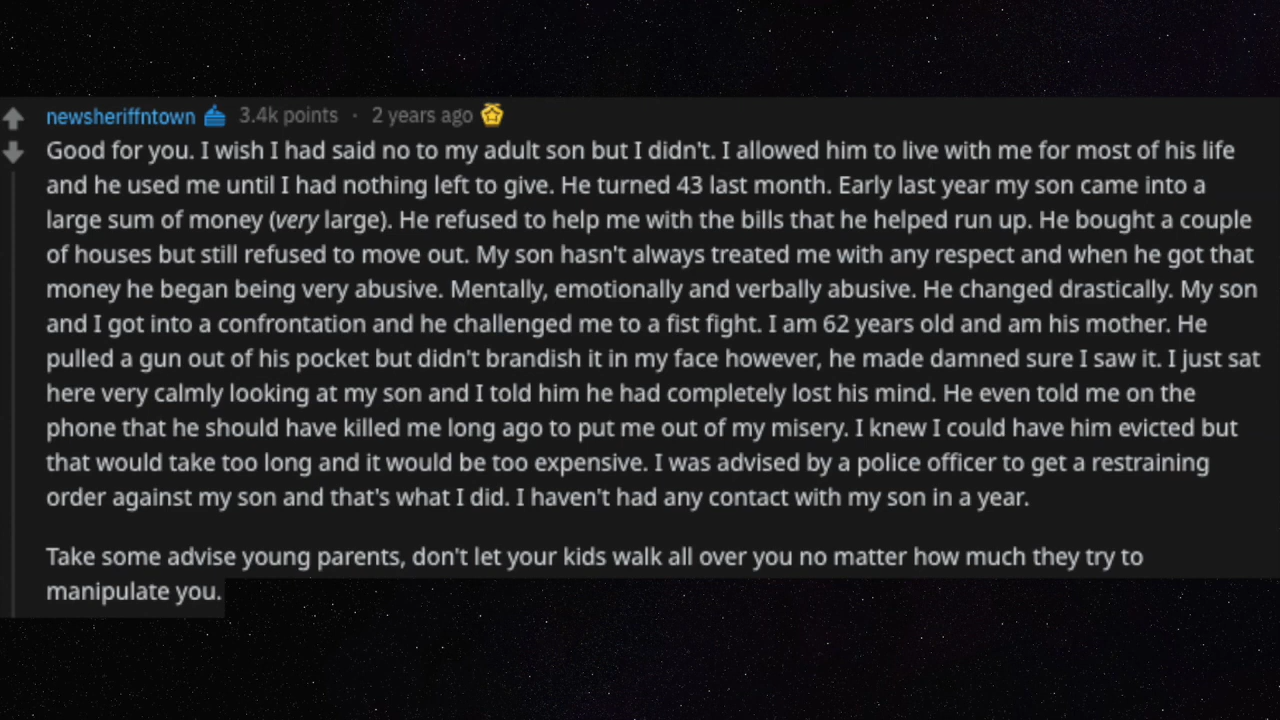 newsheriffntown 3.4k points · 2 years ago
Good for you. I wish I had said no to my adult son but I didn't. I allowed him to live with me for most of his life
and he used me until I had nothing left to give. He turned 43 last month. Early last year my son came into a
large sum of money (very large). He refused to help me with the bills that he helped run up. He bought a couple
of houses but still refused to move out. My son hasn't always treated me with any respect and when he got that
money he began being very abusive. Mentally, emotionally and verbally abusive. He changed drastically. My son
and I got into a confrontation and he challenged me to a fist fight. I am 62 years old and am his mother. He
pulled a gun out of his pocket but didn't brandish it in my face however, he made damned sure I saw it. I just sat
here very calmly looking at my son and I told him he had completely lost his mind. He even told me on the
phone that he should have killed me long ago to put me out of my misery. I knew I could have him evicted but
that would take too long and it would be too expensive. I was advised by a police officer to get a restraining
order against my son and that's what I did. I haven't had any contact with my son in a year.
Take some advise young parents, don't let your kids walk all over you no matter how much they try to
manipulate you.